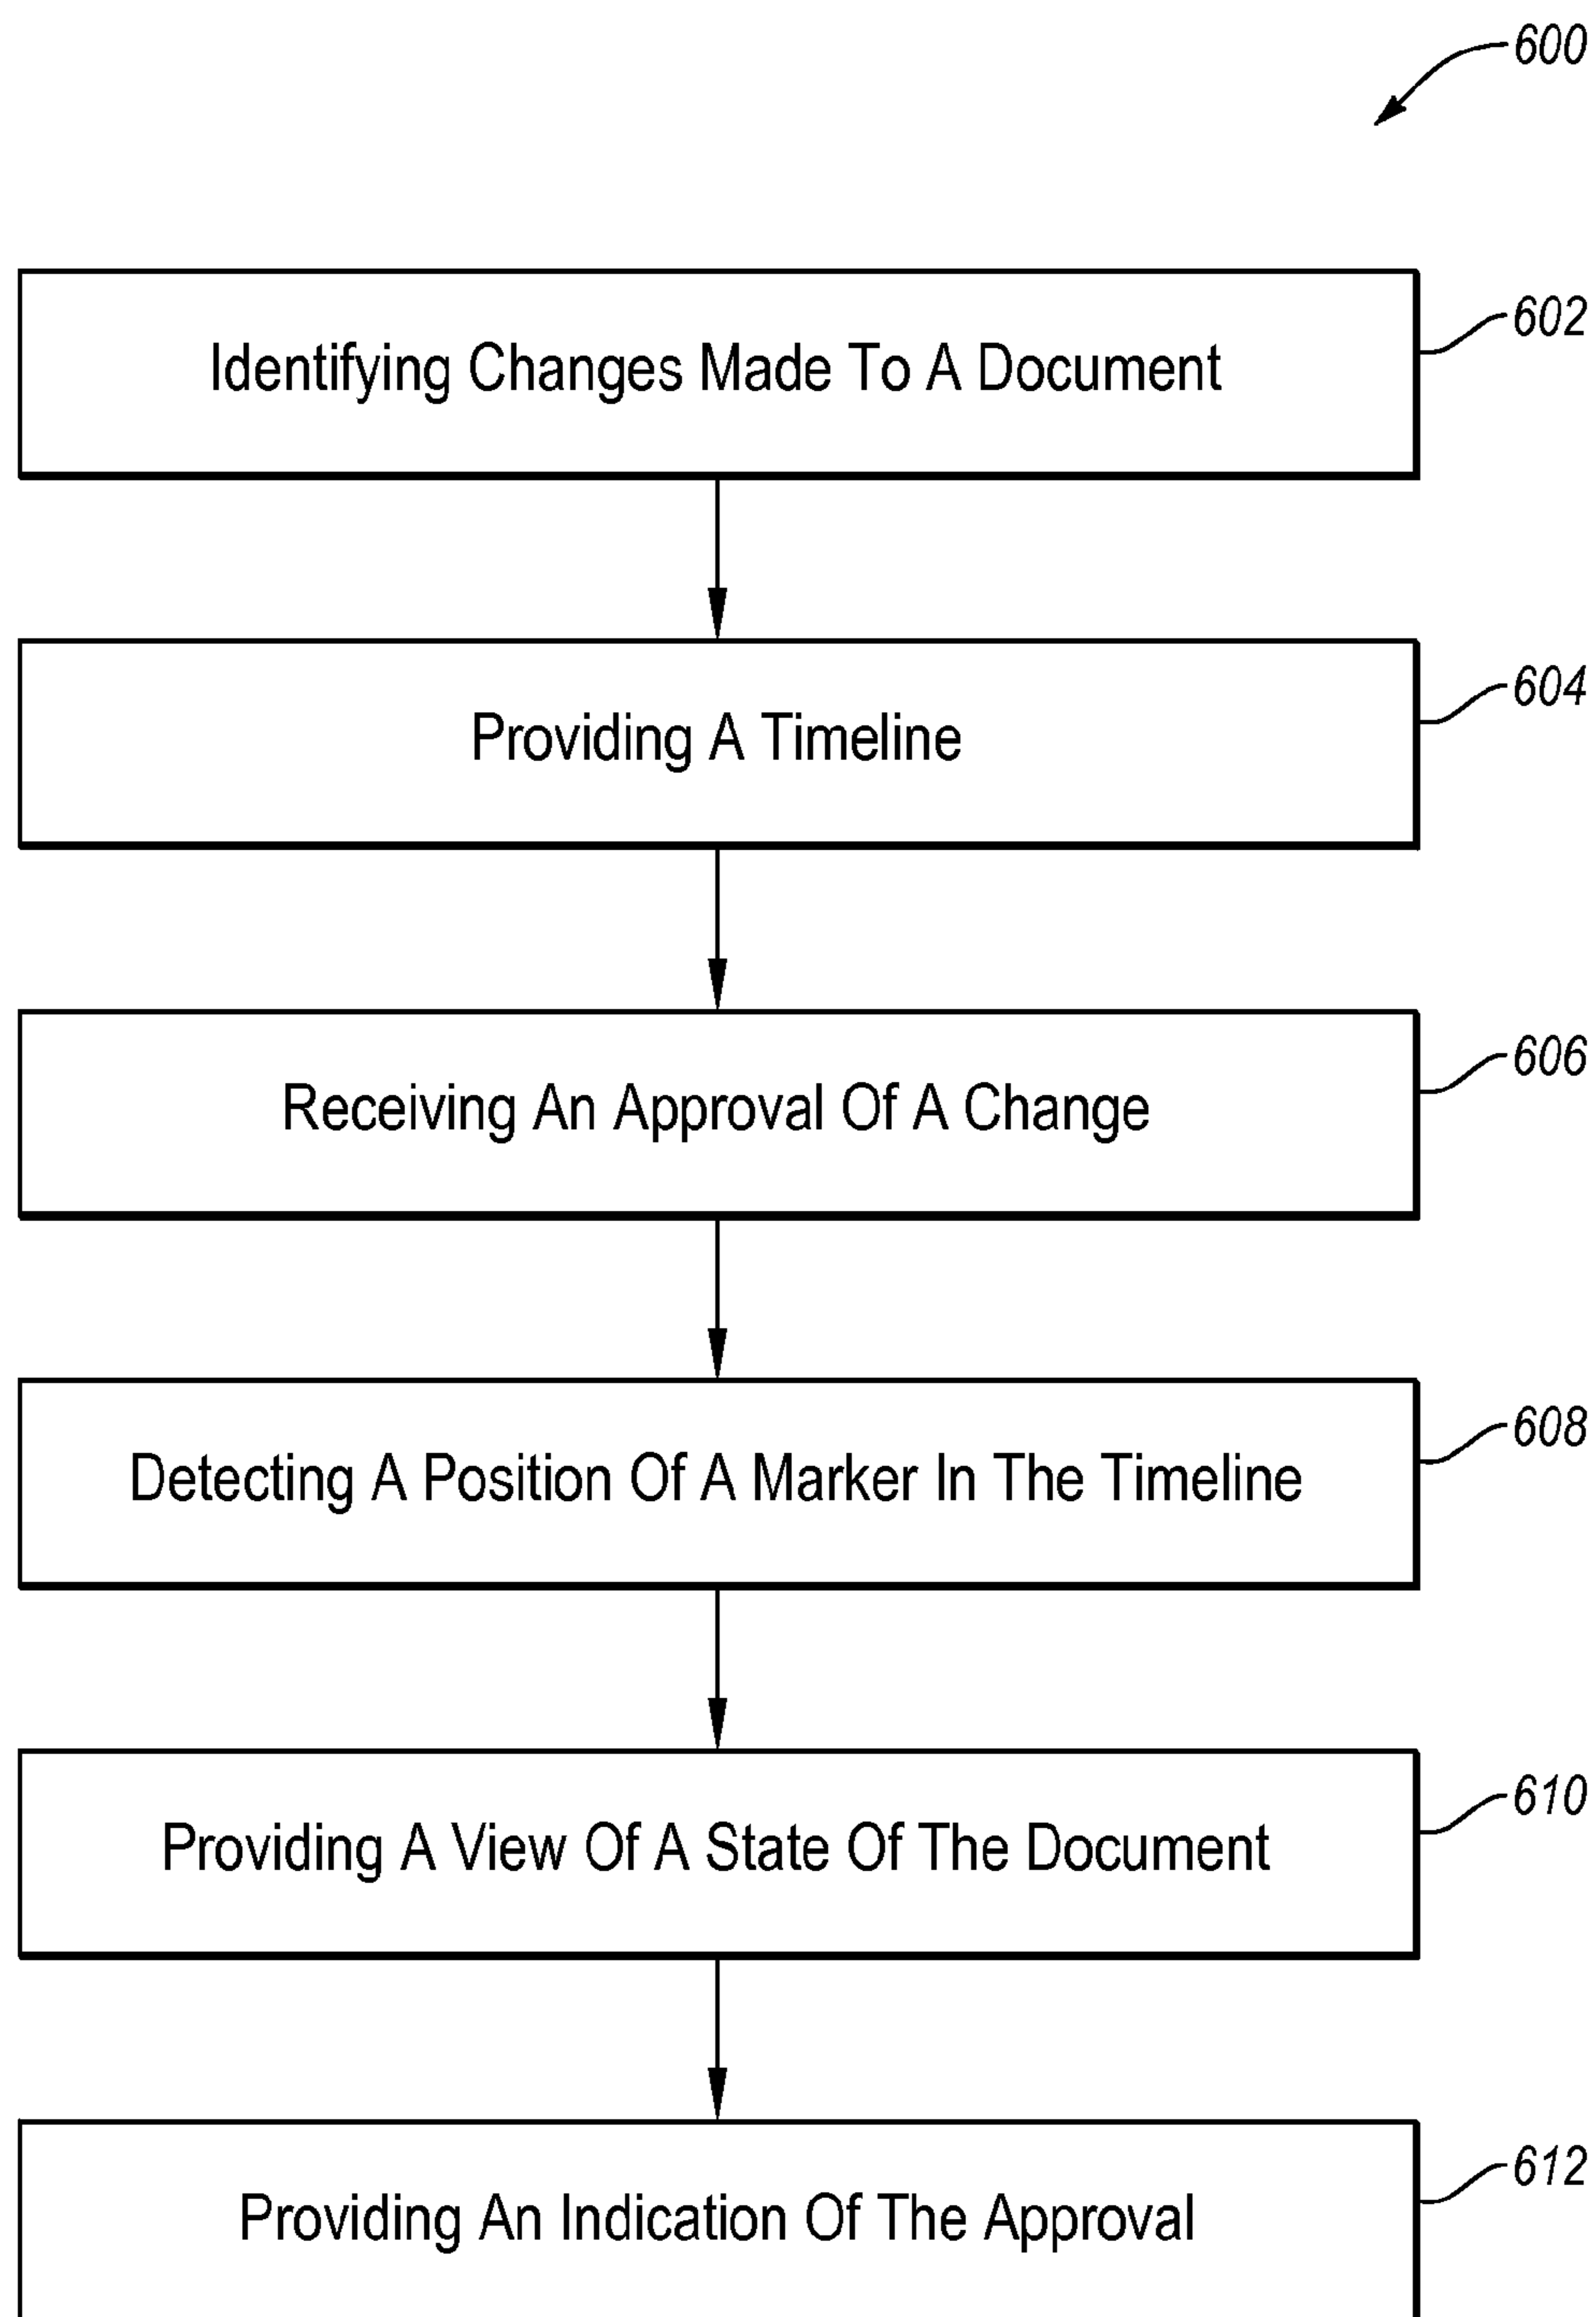 600
Identifying Changes Made To A Document
602
Providing A Timeline
604
Receiving An Approval Of A Change
606
Detecting A Position Of A Marker In The Timeline
608
Providing A View Of A State Of The Document
610
Providing An Indication Of The Approval
612